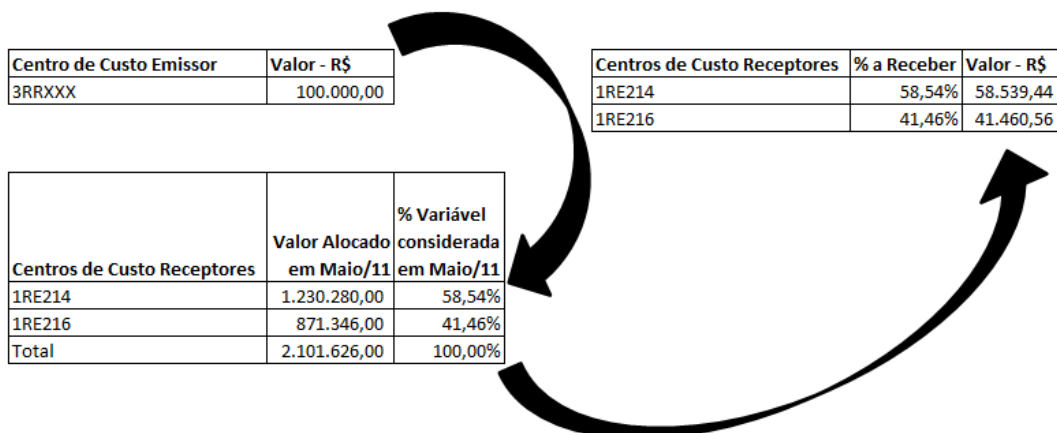 Centro de Custo Emissor Valor - R$
3RRXXX 100.000,00
Centros de Custo Receptores % a Receber Valor - R$
1RE214 58,54% 58.539,44
1RE216 41,46% 41.460,56
% Variável
Valor Alocado considerada
Centros de Custo Receptores em Maio/11 em Maio/11
1RE214 1.230.280,00 58,54%
1RE216 871.346,00 41,46%
Total 2.101.626,00 100,00%